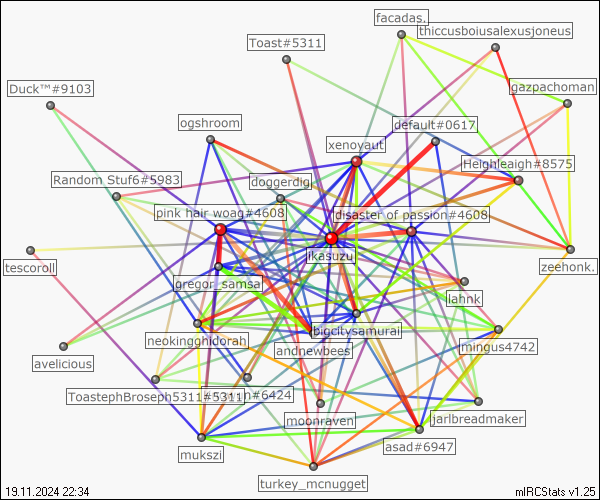 facadas.
thiccusboiusalexusjoneus
Toast#5311
Duck™#9103
gazpachoman
ogshroom
default#0617
xenoyaut
Heighleigh#8575
Random Stuf6#5983
doggerdig
pink hair woag#4608
disaster of passion#4608
ikasuzuj
tescoroll
zeehonk.
gregor_samsa
lahnk
bigcitysamurai
neokingghidorah
andnewbees
mingus4742
avelicious
ToastephBroseph5311#5311
n#6424
moonraven
jarlbreadmaker
mukszi
asad#6947
turkey_mcnugget
19.11.2024 22:34
mIRCStats v1.25